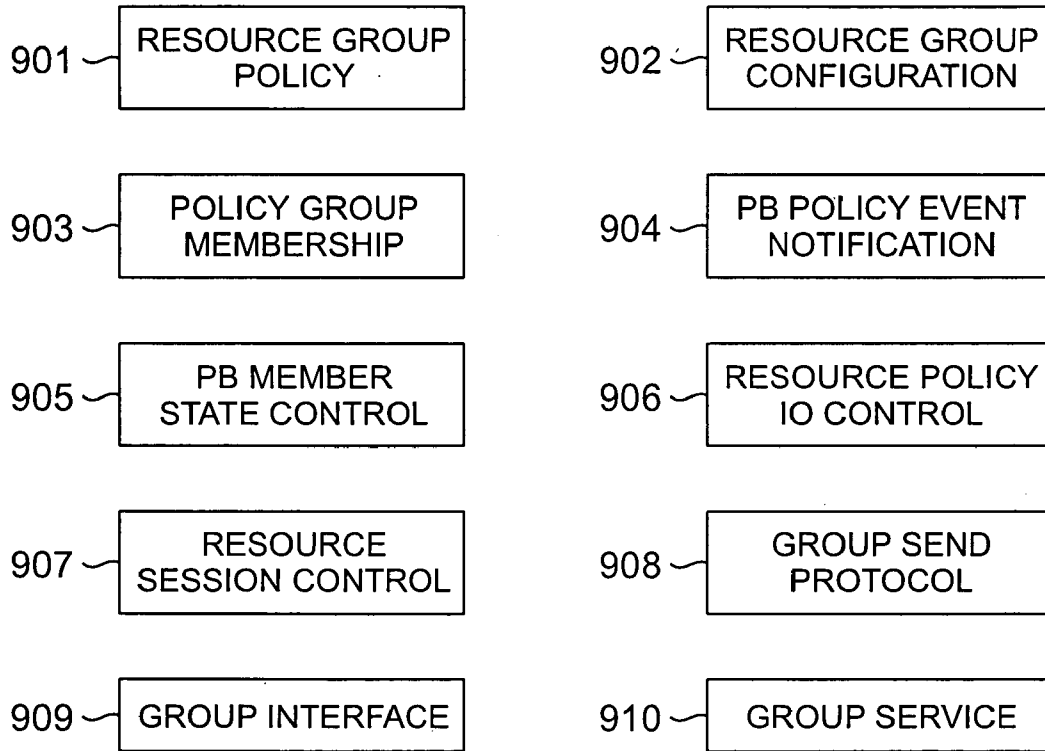 901 RESOURCE GROUP POLICY
902 RESOURCE GROUP CONFIGURATION
903 POLICY GROUP MEMBERSHIP
904 PB POLICY EVENT NOTIFICATION
905 PB MEMBER STATE CONTROL
906 RESOURCE POLICY IO CONTROL
907 RESOURCE SESSION CONTROL
908 GROUP SEND PROTOCOL
909 GROUP INTERFACE
910 GROUP SERVICE